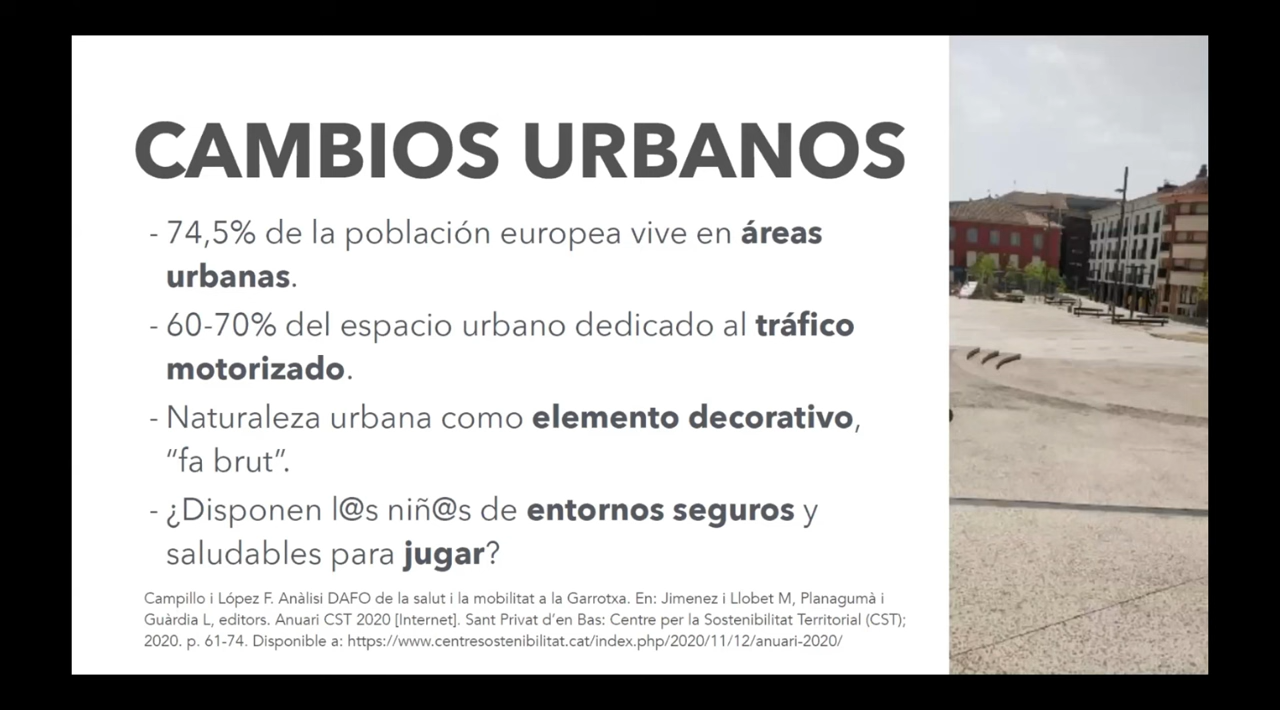 CAMBIOS URBANOS
- 74,5% de la población europea vive en áreas
urbanas.
- 60-70% del espacio urbano dedicado al tráfico
motorizado.
- Naturaleza urbana como elemento decorativo,
“fa brut”.
- ¿Disponen l@s niñ@s de entornos seguros y
saludables para jugar?
Campillo i López F. Anàlisi DAFO de la salut i la mobilitat a la Garrotxa. En: Jimenez i Llobet M, Planagumà i
Guàrdia L, editors. Anuari CST 2020 [Internet]. Sant Privat d’en Bas: Centre per la Sostenibilitat Territorial (CST);
2020. p. 61-74. Disponible a: https://www.centresostenibilitat.cat/index.php/2020/11/12/anuari-2020/